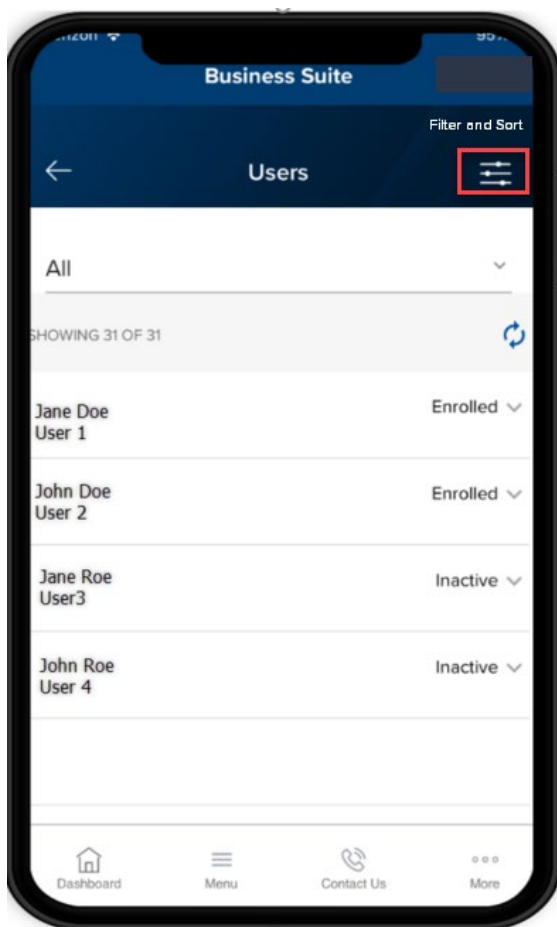 95%
Business Suite
Filter and Sort
Users
All
SHOWING 31 OF 31
Jane Doe
Enrolled
User 1
John Doe
Enrolled
User 2
Jane Roe
Inactive
User3
John Roe
Inactive
User 4
Dashboard
Menu
Contact Us
More